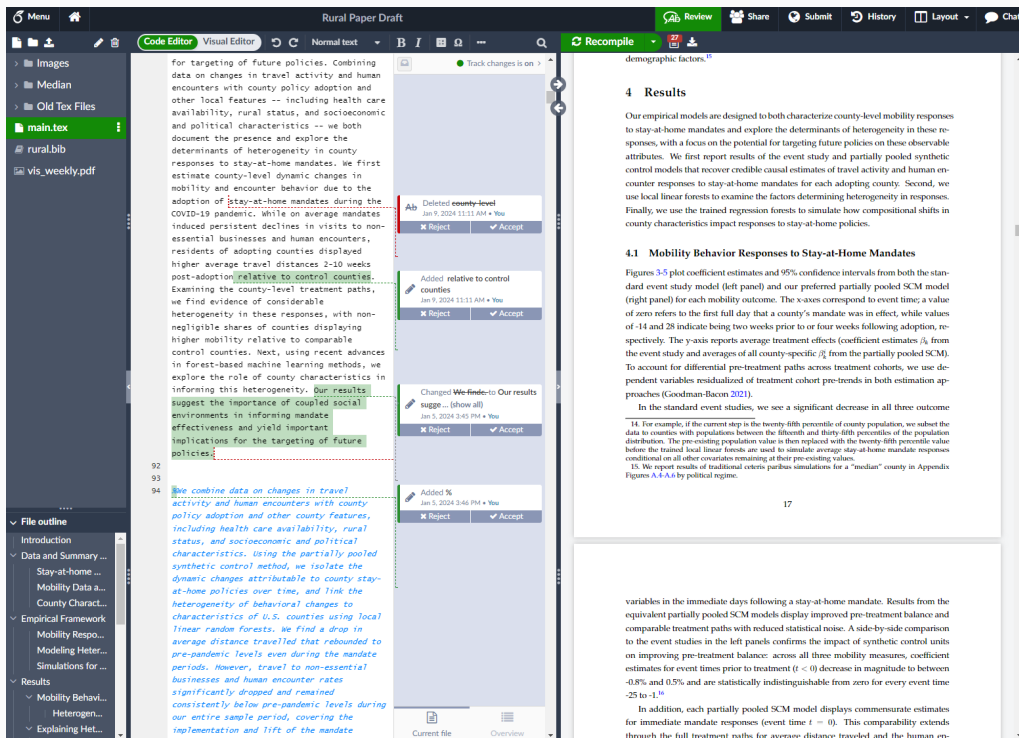 Menu
Rural Paper Draft
Review
Share
Submit
History
Layout
Chat
Code Editor
Visual Editor
Normal text
B I Ω
Recompile
27
Images
Median
Old Tex Files
main.tex
rural.bib
vis_weekly.pdf
File outline
Introduction
Data and Summary ...
Stay-at-home ...
Mobility Data a...
County Charact...
Empirical Framework
Mobility Respo...
Modeling Heter...
Simulations for ...
Results
Mobility Behavi...
Heterogen...
Explaining Het...
for targeting of future policies. Combining
data on changes in travel activity and human
encounters with county policy adoption and
other local features -- including health care
availability, rural status, and socioeconomic
and political characteristics -- we both
document the presence and explore the
determinants of heterogeneity in county
responses to stay-at-home mandates. We first
estimate county-level dynamic changes in
mobility and encounter behavior due to the
adoption of stay-at-home mandates during the
COVID-19 pandemic. While on average mandates
induced persistent declines in visits to non-
essential businesses and human encounters,
residents of adopting counties displayed
higher average travel distances 2-10 weeks
post-adoption relative to control counties.
Examining the county-level treatment paths,
we find evidence of considerable
heterogeneity in these responses, with non-
negligible shares of counties displaying
higher mobility relative to comparable
control counties. Next, using recent advances
in forest-based machine learning methods, we
explore the role of county characteristics in
informing this heterogeneity. Our results
suggest the importance of coupled social
environments in informing mandate
effectiveness and yield important
implications for the targeting of future
policies.
92
93
94 %We combine data on changes in travel
activity and human encounters with county
policy adoption and other county features,
including health care availability, rural
status, and socioeconomic and political
characteristics. Using the partially pooled
synthetic control method, we isolate the
dynamic changes attributable to county stay-
at-home policies over time, and link the
heterogeneity of behavioral changes to
characteristics of U.S. counties using local
linear random forests. We find a drop in
average distance travelled that rebounded to
pre-pandemic levels even during the mandate
periods. However, travel to non-essential
businesses and human encounter rates
significantly dropped and remained
consistently below pre-pandemic levels during
our entire sample period, covering the
implementation and lift of the mandate
Track changes is on
Ab Deleted county-level
Jan 9, 2024 11:11 AM • You
Reject Accept
Added relative to control
counties
Jan 9, 2024 11:11 AM • You
Reject Accept
Changed We finde. to Our results
sugge ... (show all)
Jan 5, 2024 3:45 PM • You
Reject Accept
Added %
Jan 5, 2024 3:46 PM • You
Reject Accept
Current file
Overview
demographic factors.15
4 Results
Our empirical models are designed to both characterize county-level mobility responses
to stay-at-home mandates and explore the determinants of heterogeneity in these re-
sponses, with a focus on the potential for targeting future policies on these observable
attributes. We first report results of the event study and partially pooled synthetic
control models that recover credible causal estimates of travel activity and human en-
counter responses to stay-at-home mandates for each adopting county. Second, we
use local linear forests to examine the factors determining heterogeneity in responses.
Finally, we use the trained regression forests to simulate how compositional shifts in
county characteristics impact responses to stay-at-home policies.
4.1 Mobility Behavior Responses to Stay-at-Home Mandates
Figures 3-5 plot coefficient estimates and 95% confidence intervals from both the stan-
dard event study model (left panel) and our preferred partially pooled SCM model
(right panel) for each mobility outcome. The x-axes correspond to event time; a value
of zero refers to the first full day that a county's mandate was in effect, while values
of -14 and 28 indicate being two weeks prior to or four weeks following adoption, re-
spectively. The y-axis reports average treatment effects (coefficient estimates βk from
the event study and averages of all county-specific βk from the partially pooled SCM).
To account for differential pre-treatment paths across treatment cohorts, we use de-
pendent variables residualized of treatment cohort pre-trends in both estimation ap-
proaches (Goodman-Bacon 2021).
In the standard event studies, we see a significant decrease in all three outcome
14. For example, if the current step is the twenty-fifth percentile of county population, we subset the
data to counties with populations between the fifteenth and thirty-fifth percentiles of the population
distribution. The pre-existing population value is then replaced with the twenty-fifth percentile value
before the trained local linear forests are used to simulate average stay-at-home mandate responses
conditional on all other covariates remaining at their pre-existing values.
15. We report results of traditional ceteris paribus simulations for a "median" county in Appendix
Figures A.4-A.6 by political regime.
17
variables in the immediate days following a stay-at-home mandate. Results from the
equivalent partially pooled SCM models display improved pre-treatment balance and
comparable treatment paths with reduced statistical noise. A side-by-side comparison
to the event studies in the left panels confirms the impact of synthetic control units
on improving pre-treatment balance: across all three mobility measures, coefficient
estimates for event times prior to treatment (t < 0) decrease in magnitude to between
-0.8% and 0.5% and are statistically indistinguishable from zero for every event time
-25 to -1.16
In addition, each partially pooled SCM model displays commensurate estimates
for immediate mandate responses (event time t = 0). This comparability extends
through the full treatment paths for average distance traveled and the human en-